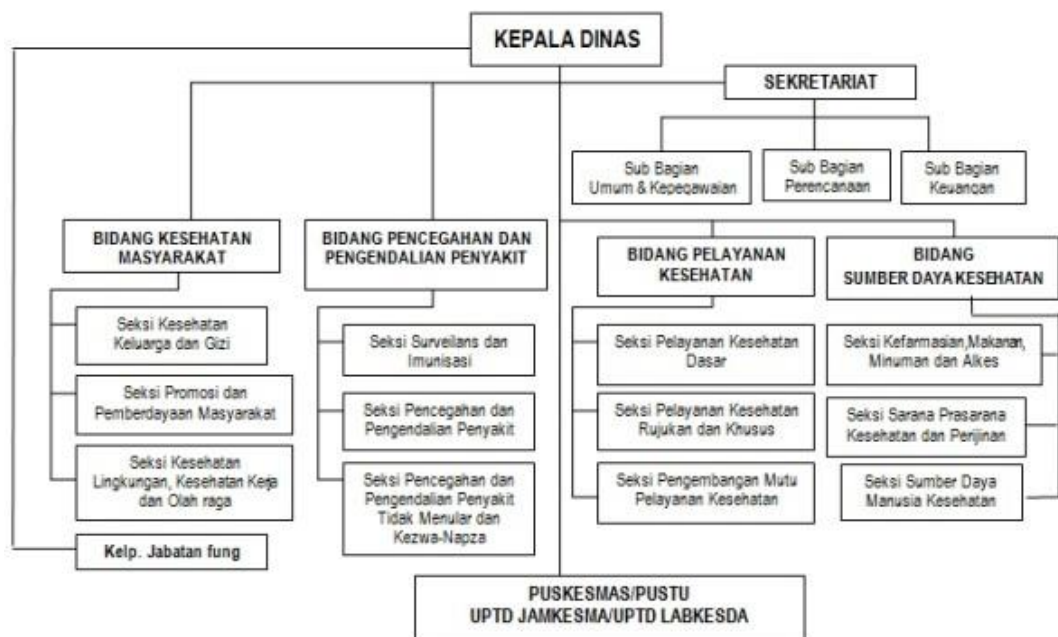 KEPALA DINAS
SEKRETARIAT
Sub Bagian
Umum & Kepegawaian
Sub Bagian
Perencanaan
Sub Bagian
Keuangan
BIDANG KESEHATAN
MASYARAKAT
BIDANG PENCEGAHAN DAN
PENGENDALIAN PENYAKIT
BIDANG PELAYANAN
KESEHATAN
BIDANG
SUMBER DAYA KESEHATAN
Seksi Kesehatan
Keluarga dan Gizi
Seksi Promosi dan
Pemberdayaan Masyarakat
Seksi Kesehatan
Lingkungan, Kesehatan Kerja
dan Olah raga
Kelp. Jabatan fung
Seksi Surveilans dan
Imunisasi
Seksi Pencegahan dan
Pengendalian Penyakit
Seksi Pencegahan dan
Pengendalian Penyakit
Tidak Menular dan
Kezwa-Napza
Seksi Pelayanan Kesehatan
Dasar
Seksi Pelayanan Kesehatan
Rujukan dan Khusus
Seksi Pengembangan Mutu
Pelayanan Kesehatan
Seksi Kefarmasian,Makanan,
Minuman dan Alkes
Seksi Sarana Prasarana
Kesehatan dan Perijinan
Seksi Sumber Daya
Manusia Kesehatan
PUSKESMAS/PUSTU
UPTD JAMKESMA/UPTD LABKESDA